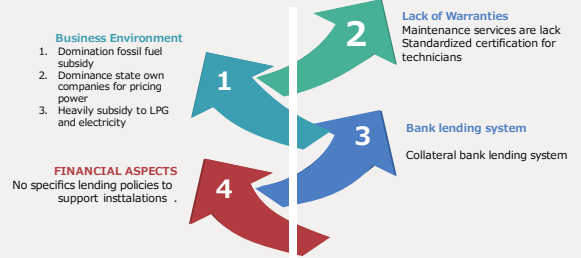 Business Environment
1. Domination fossil fuel
subsidy
2. Dominance state own
companies for pricing
power
3. Heavily subsidy to LPG
and electricity
1
2
Lack of Warranties
Maintenance services are lack
Standardized certification for
technicians
3
Bank lending system
Collateral bank lending system
FINANCIAL ASPECTS
No specifics lending policies to
support insttalations .
4